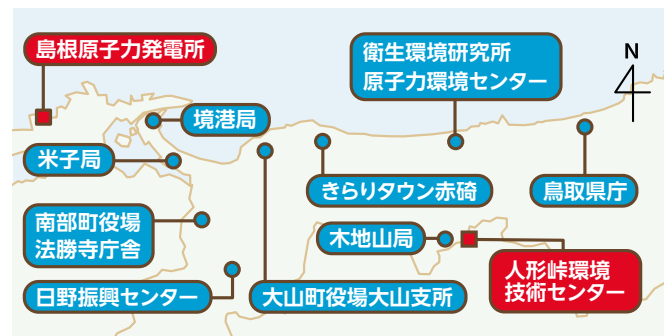 島根原子力発電所
衛生環境研究所
原子力環境センター
N
境港局
米子局
きらりタウン赤碕
鳥取県庁
南部町役場
法勝寺庁舎
木地山局
人形峠環境
技術センター
日野振興センター
大山町役場大山支所